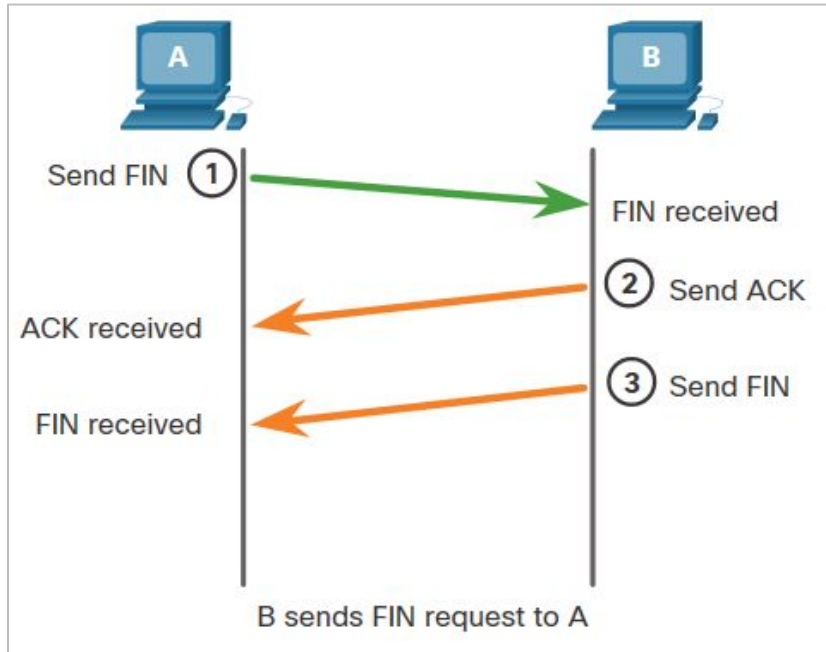 A
B
Send FIN 1
FIN received
2 Send ACK
ACK received
3 Send FIN
FIN received
B sends FIN request to A